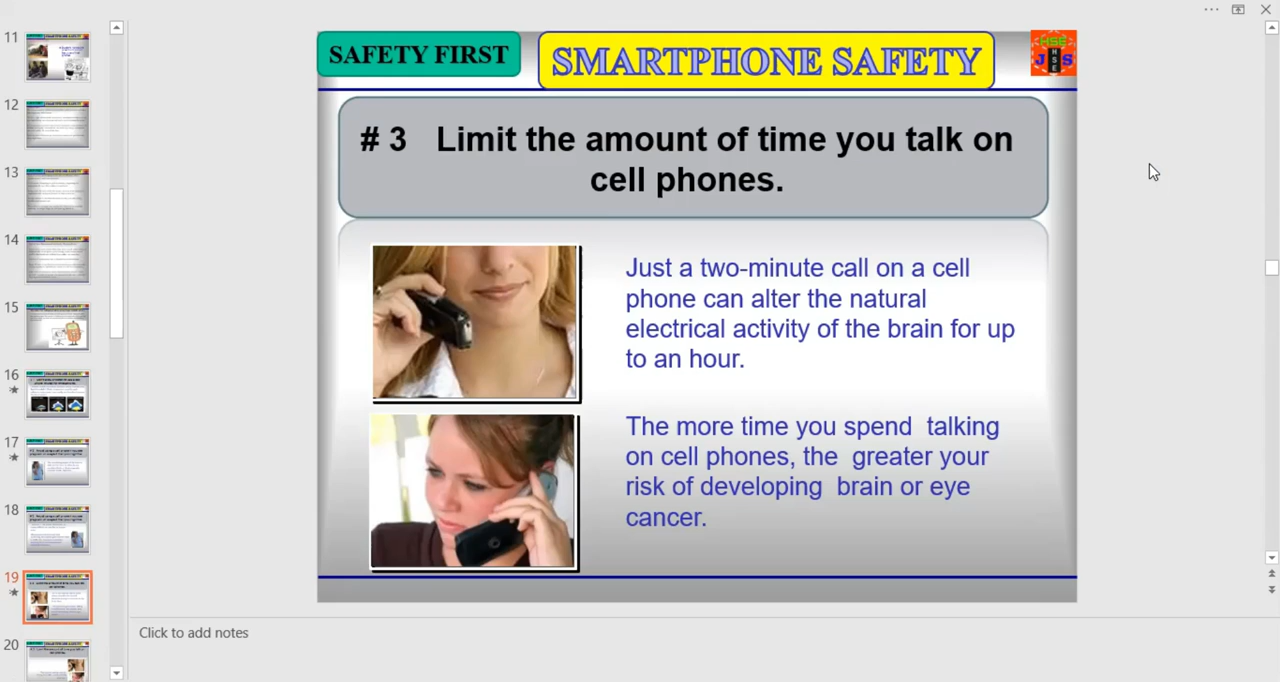 SAFETY FIRST
SMARTPHONE SAFETY
HSE
J HSE S
# 3 Limit the amount of time you talk on
cell phones.
Just a two-minute call on a cell
phone can alter the natural
electrical activity of the brain for up
to an hour.
The more time you spend talking
on cell phones, the greater your
risk of developing brain or eye
cancer.
11
12
13
14
15
16
17
18
19
20
Click to add notes